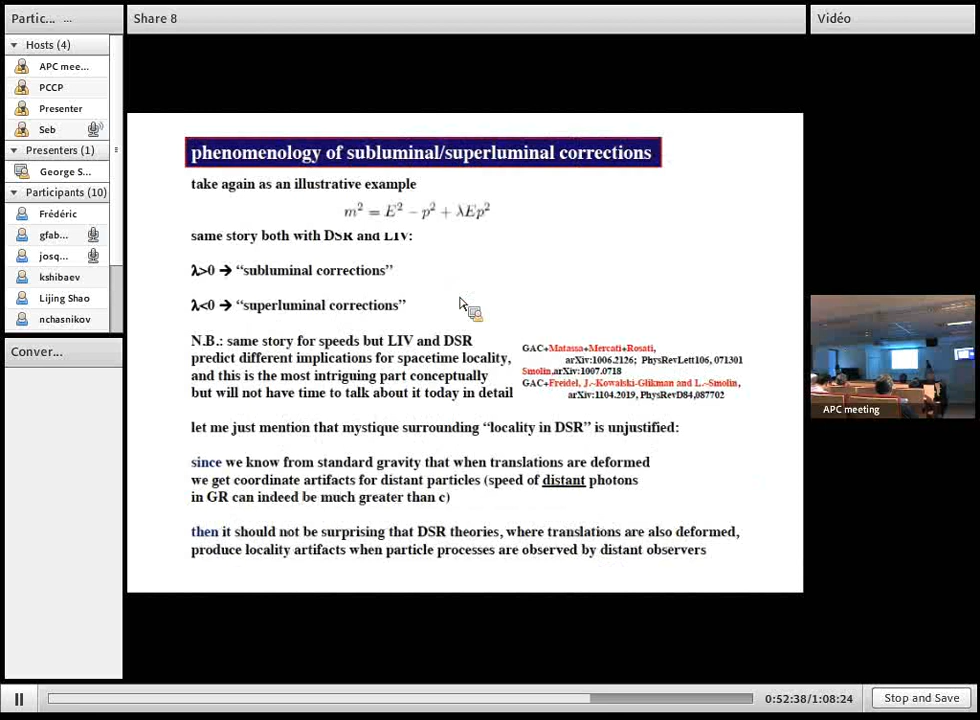 Partic... ...
Hosts (4)
APC mee...
PCCP
Presenter
Seb
Presenters (1)
George S...
Participants (10)
Frédéric
gfab...
josq...
kshibaev
Lijing Shao
nchasnikov
Conver...
Share 8
phenomenology of subluminal/superluminal corrections
take again as an illustrative example
m² = E² − p² + λEp²
same story both with DSR and LIV:
λ>0 → “subluminal corrections”
λ<0 → “superluminal corrections”
N.B.: same story for speeds but LIV and DSR
predict different implications for spacetime locality,
and this is the most intriguing part conceptually
but will not have time to talk about it today in detail
GAC+Matassa+Mercati+Rosati,
arXiv:1006.2126; PhysRevLett106, 071301
Smolin,arXiv:1007.0718
GAC+Freidel, J.-Kowalski-Glikman and L.-Smolin,
arXiv:1104.2019, PhysRevD84,087702
let me just mention that mystique surrounding “locality in DSR” is unjustified:
since we know from standard gravity that when translations are deformed
we get coordinate artifacts for distant particles (speed of distant photons
in GR can indeed be much greater than c)
then it should not be surprising that DSR theories, where translations are also deformed,
produce locality artifacts when particle processes are observed by distant observers
Vidéo
APC meeting
0:52:38/1:08:24
Stop and Save